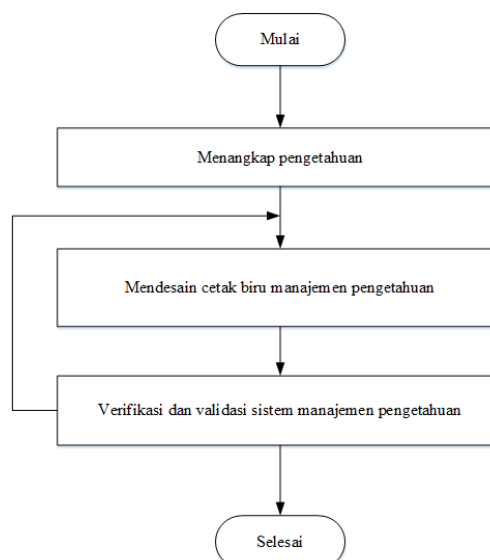 Mulai
Menangkap pengetahuan
Mendesain cetak biru manajemen pengetahuan
Verifikasi dan validasi sistem manajemen pengetahuan
Selesai